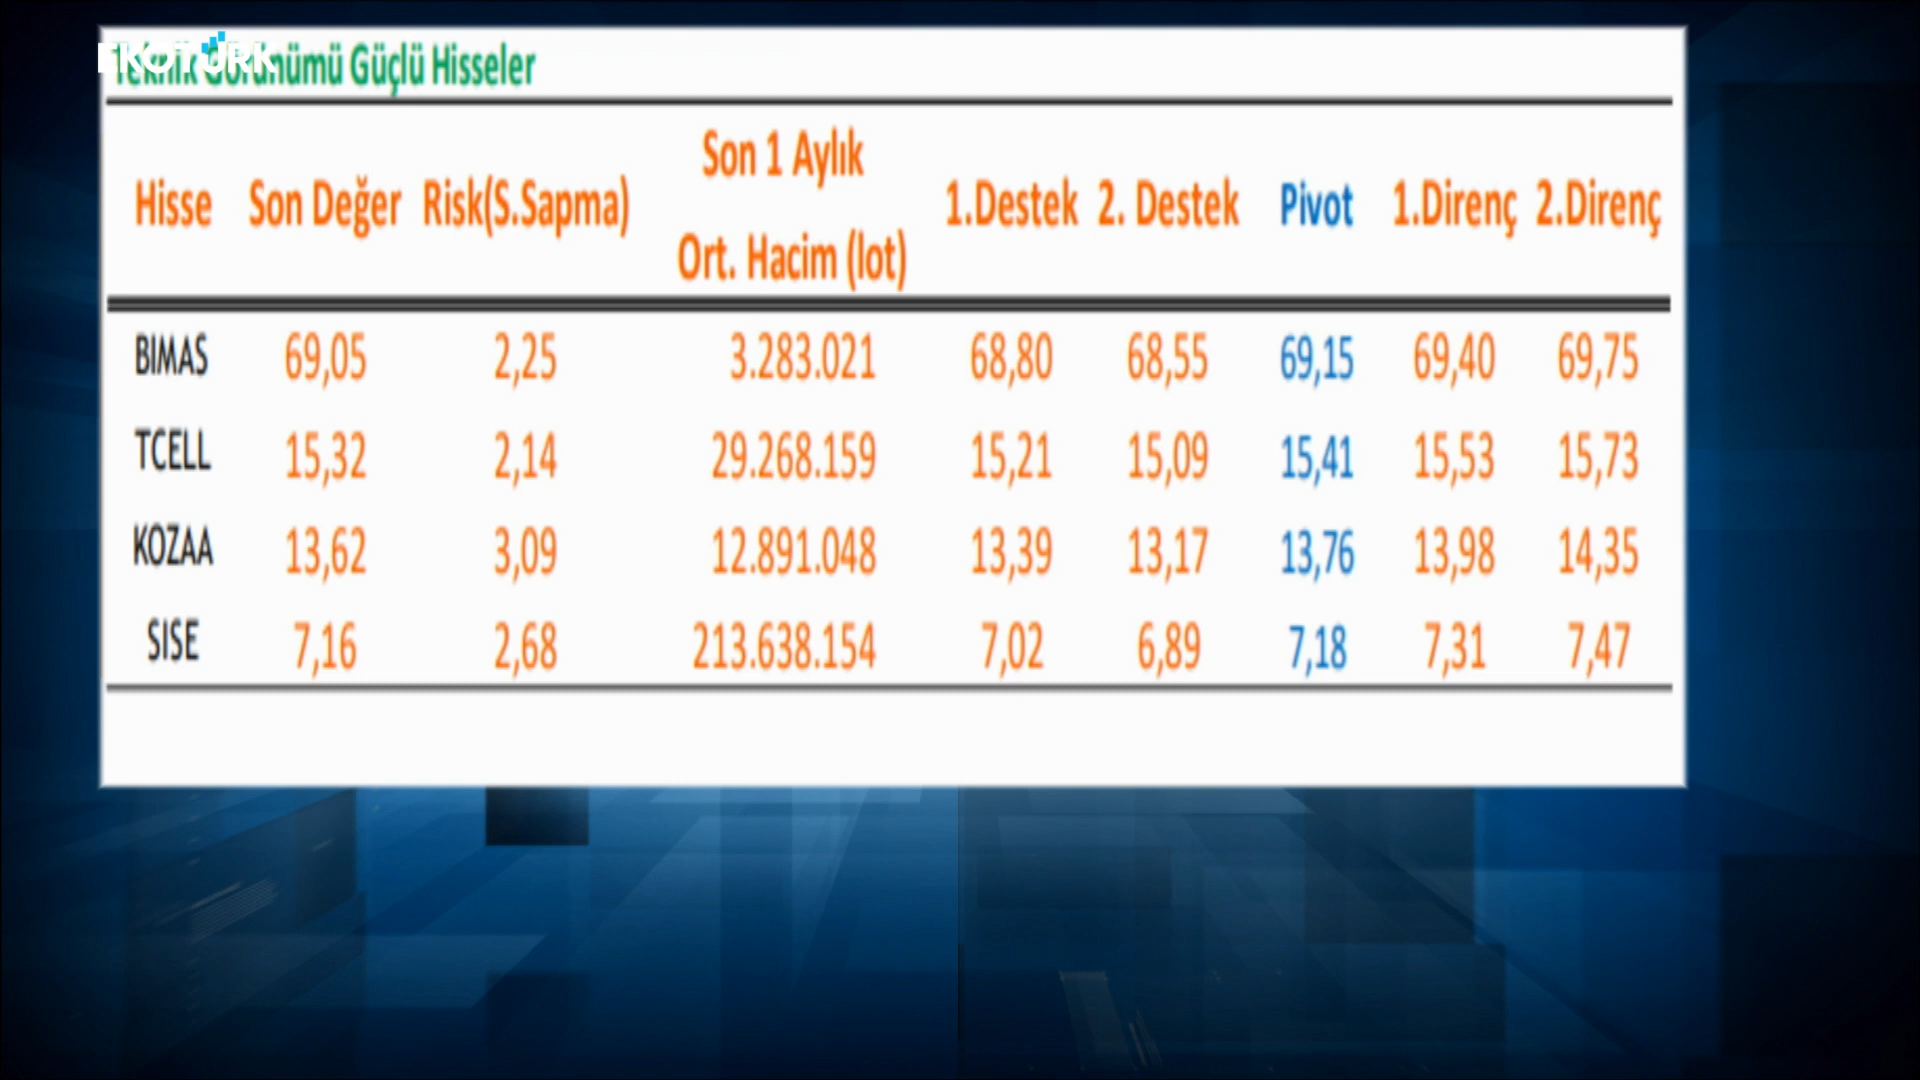 EKOTÜRK
Teknik Görünümü Güçlü Hisseler
Hisse Son Değer Risk(S.Sapma) Son 1 Aylık Ort. Hacim (lot) 1.Destek 2. Destek Pivot 1.Direnç 2.Direnç
BIMAS 69,05 2,25 3.283.021 68,80 68,55 69,15 69,40 69,75
TCELL 15,32 2,14 29.268.159 15,21 15,09 15,41 15,53 15,73
KOZAA 13,62 3,09 12.891.048 13,39 13,17 13,76 13,98 14,35
SISE 7,16 2,68 213.638.154 7,02 6,89 7,18 7,31 7,47